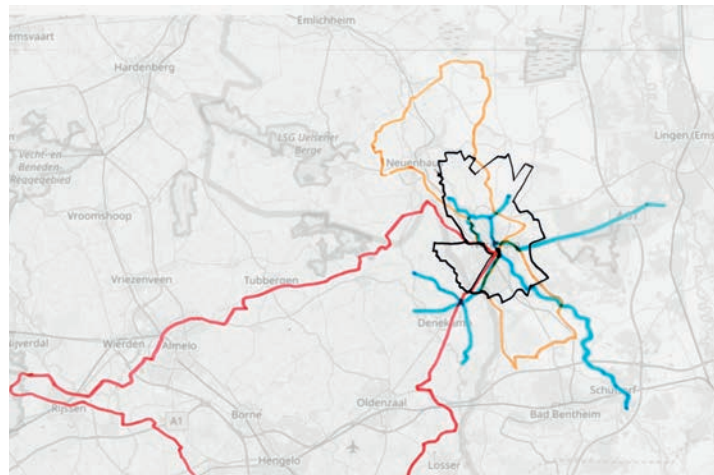 Emlichheim
emsvaart
Hardenberg
LSG Uelsener
Berge
Lingen (Ems
Neuenhau
Vecht- en
Beneden-
Reggegebied
Vroomshoop
Vriezenveen
Tubbergen
Denekamp
Nijverdal
Wierden
Almelo
Rijssen
Schüttorf
Oldenzaal
Bad Bentheim
A1
Borne
Hengelo
Losser